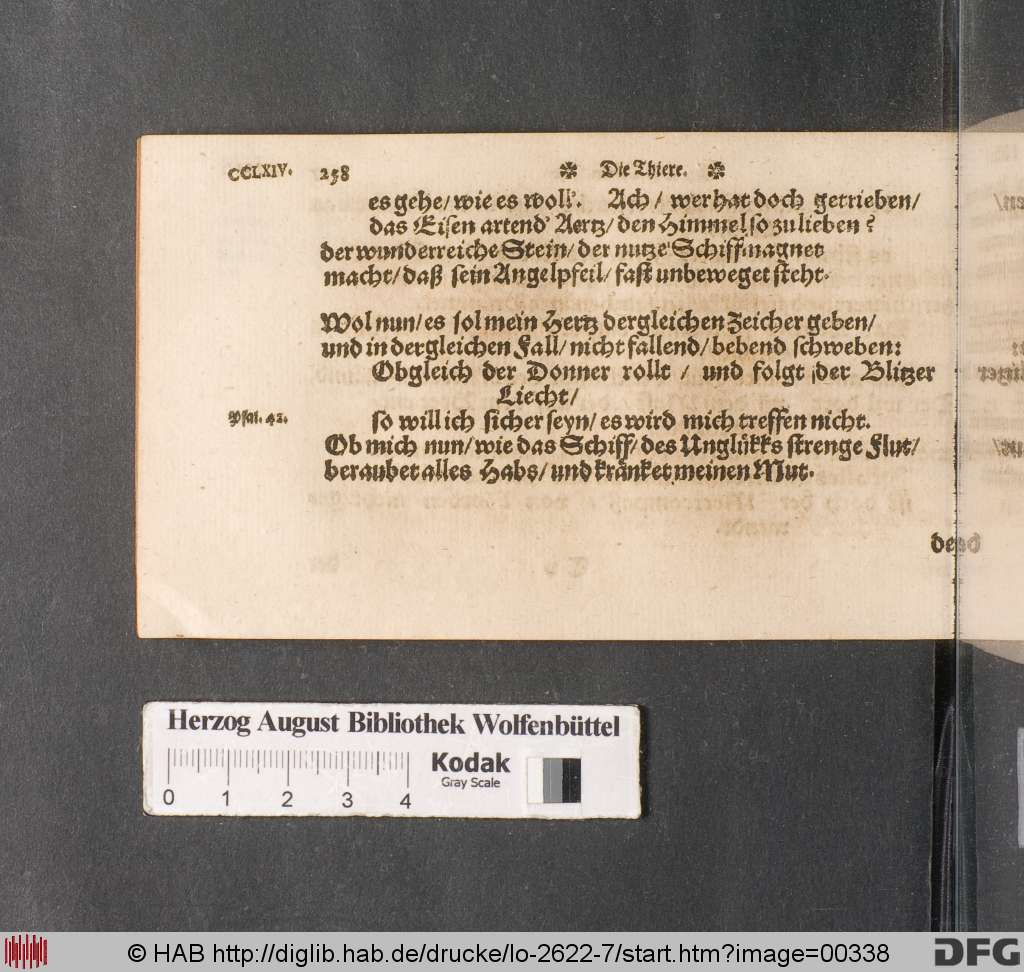 CCLXIV. 258 ✽ Die Thiere. ✽
es gehe/ wie es woll'. Ach/ wer hat doch getrieben/
das Eisen artend' Aertz/ den Himmel so zu lieben?
der wunderreiche Stein/ der nutze Schiffmagnet
macht/ daß sein Angelpfeil/ fast unbeweget steht.
Wol nun/ es sol mein Hertz dergleichen Zeicher geben/
und in dergleichen Fall/ nicht fallend/ bebend schweben:
Obgleich der Donner rollt / und folgt der Blitzer
Liecht/
Psal. 42. so will ich sicher seyn/ es wird mich treffen nicht.
Ob mich nun/ wie das Schiff/ des Unglükks strenge Flut/
beraubet alles Habs/ und kränket meinen Mut.
Herzog August Bibliothek Wolfenbüttel
Kodak
Gray Scale
0 1 2 3 4
© HAB http://diglib.hab.de/drucke/lo-2622-7/start.htm?image=00338
DFG